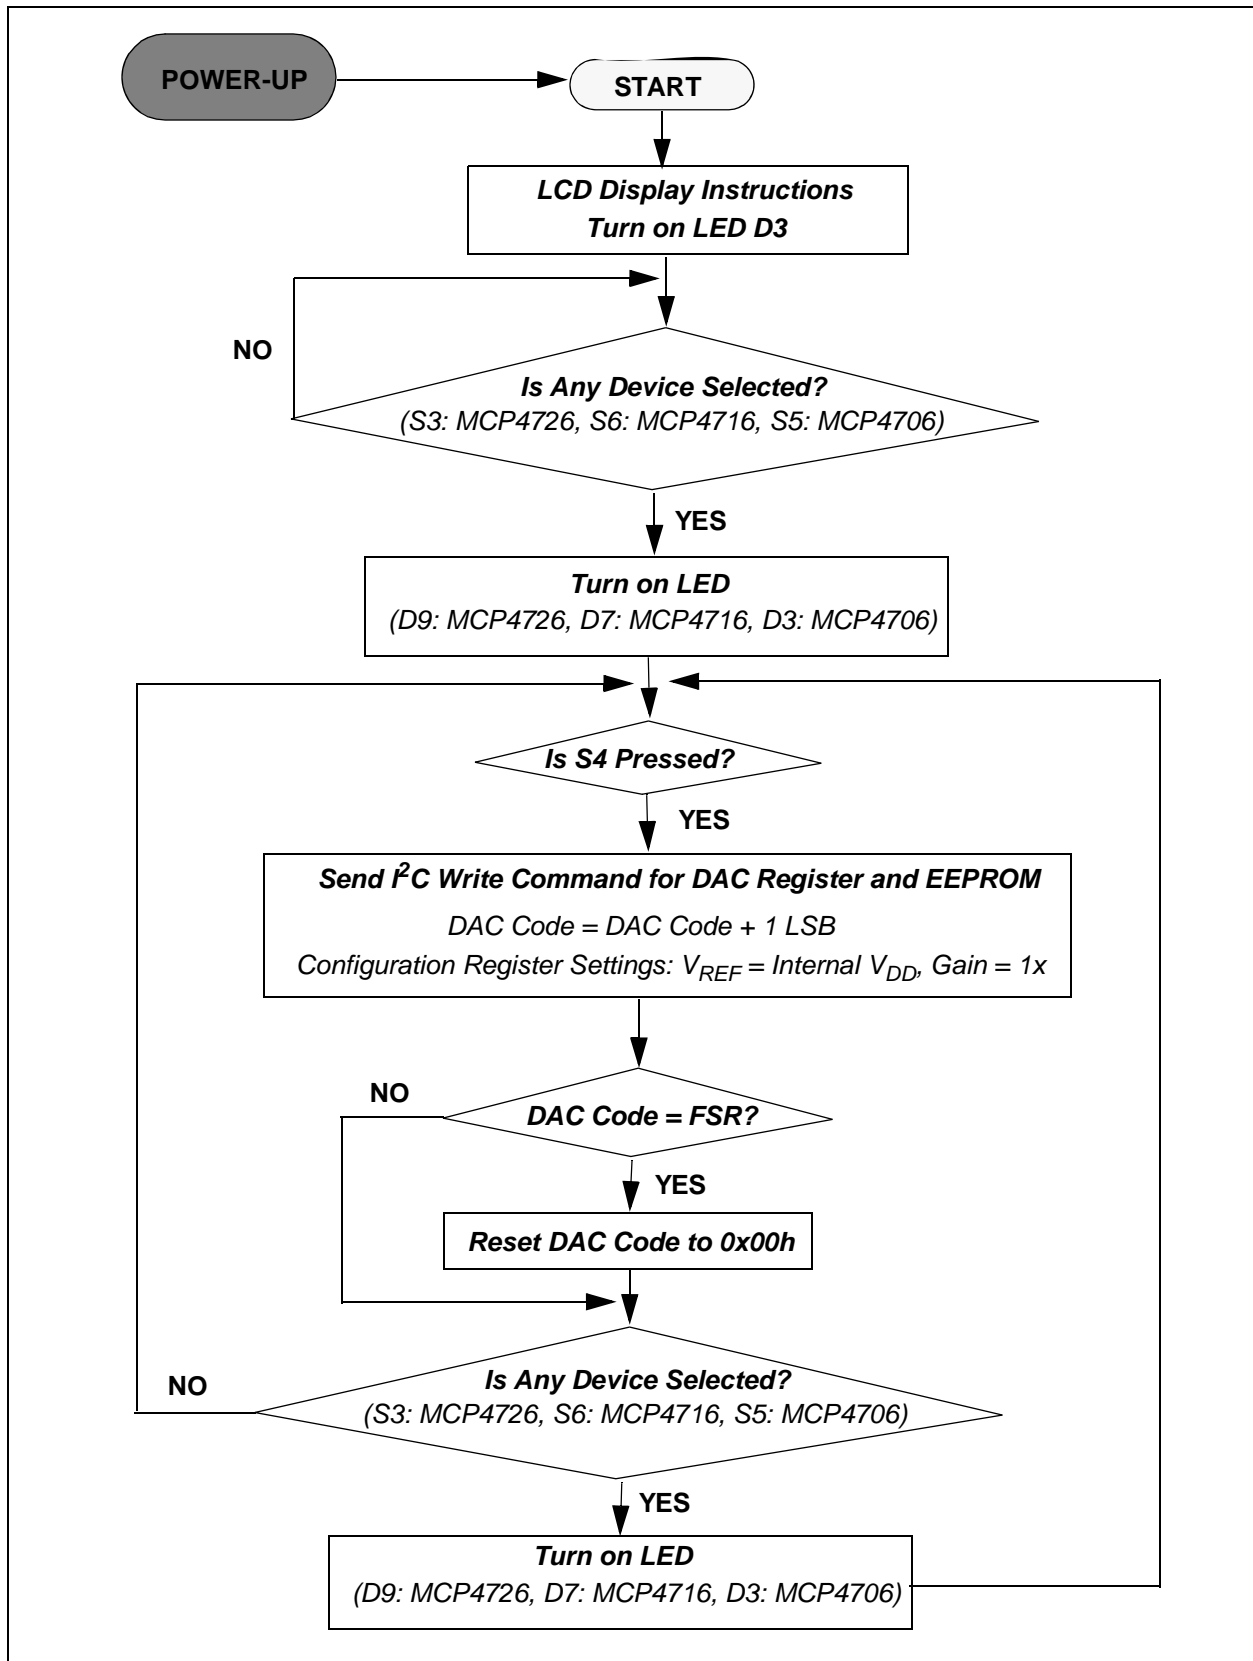 POWER-UP
START
LCD Display Instructions
Turn on LED D3
NO
Is Any Device Selected?
(S3: MCP4726, S6: MCP4716, S5: MCP4706)
YES
Turn on LED
(D9: MCP4726, D7: MCP4716, D3: MCP4706)
Is S4 Pressed?
YES
Send I²C Write Command for DAC Register and EEPROM
DAC Code = DAC Code + 1 LSB
Configuration Register Settings: VREF = Internal VDD, Gain = 1x
NO
DAC Code = FSR?
YES
Reset DAC Code to 0x00h
NO
Is Any Device Selected?
(S3: MCP4726, S6: MCP4716, S5: MCP4706)
YES
Turn on LED
(D9: MCP4726, D7: MCP4716, D3: MCP4706)